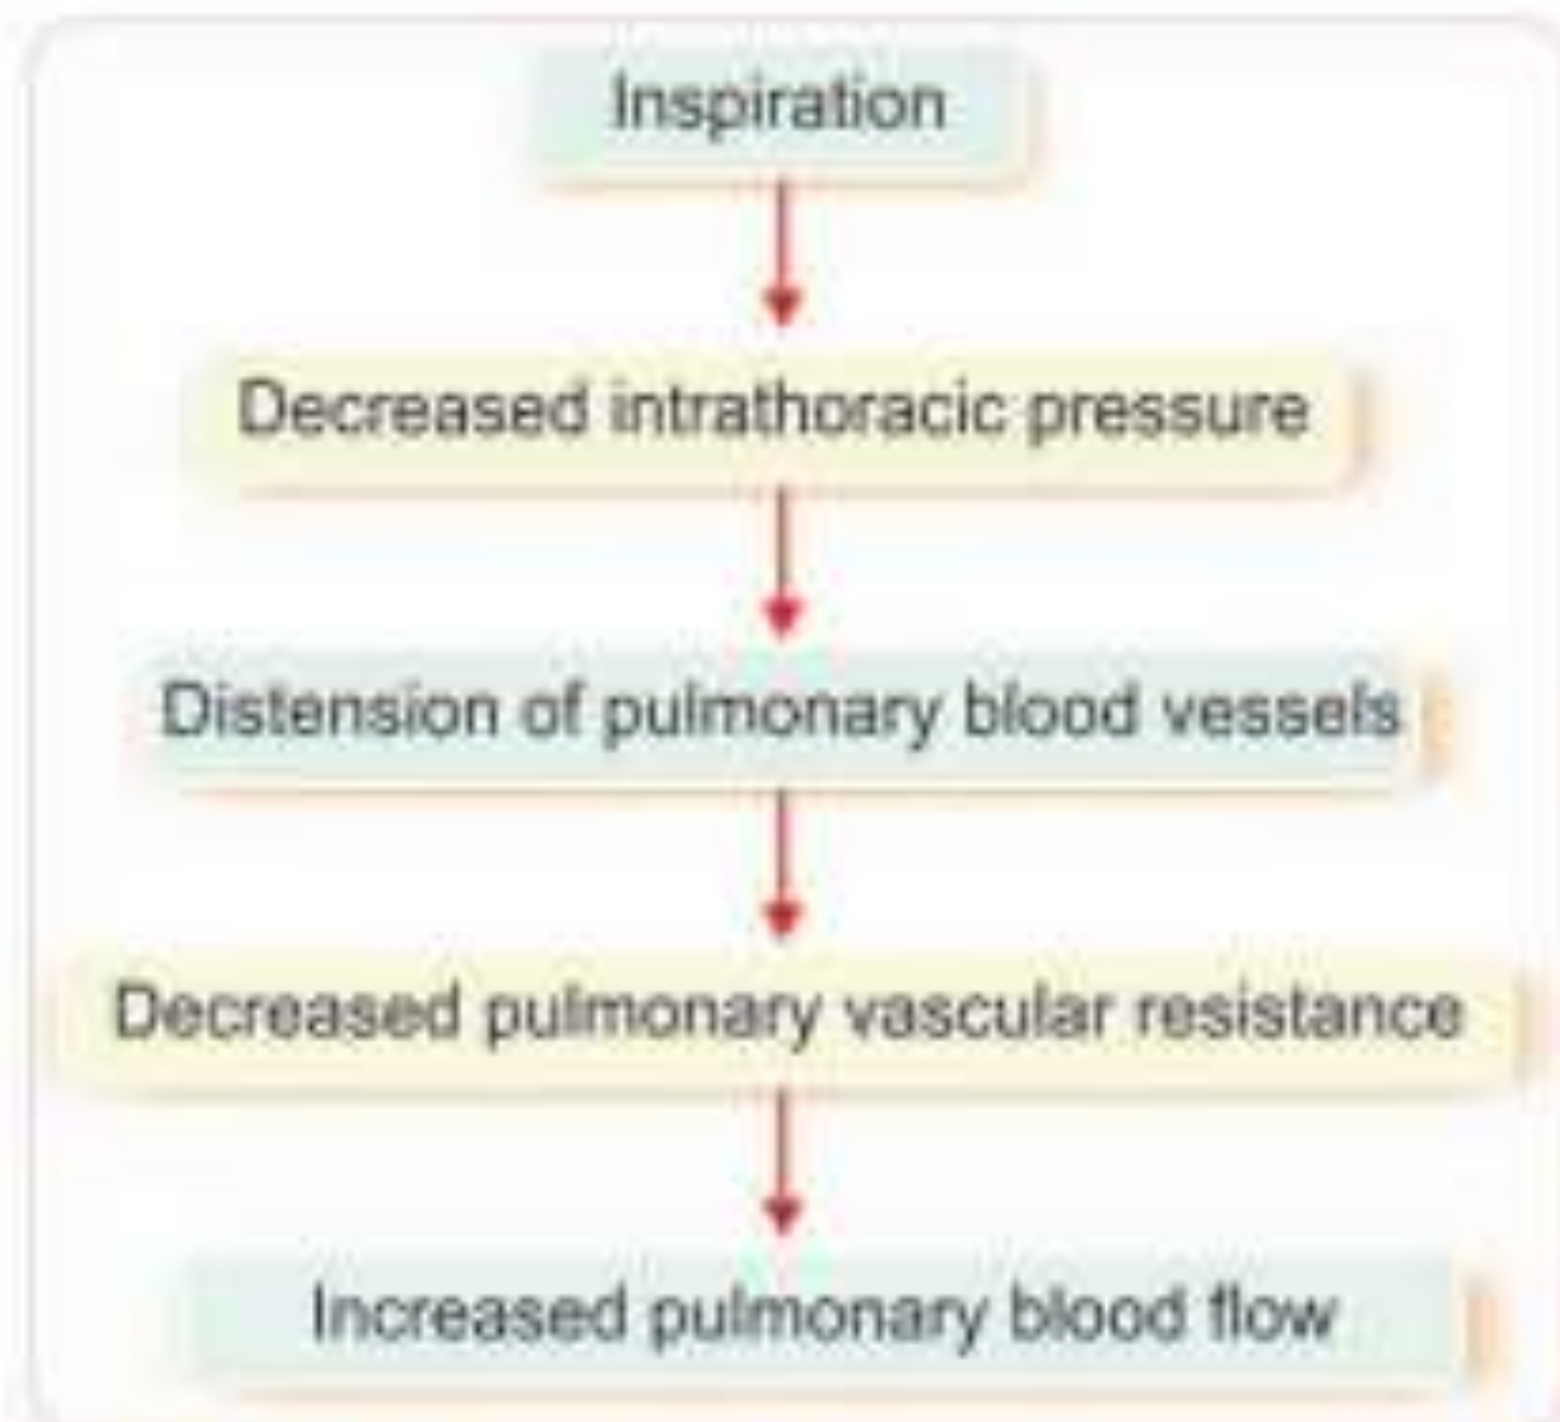 Inspiration
Decreased intrathoracic pressure
Distension of pulmonary blood vessels
Decreased pulmonary vascular resistance
Increased pulmonary blood flow